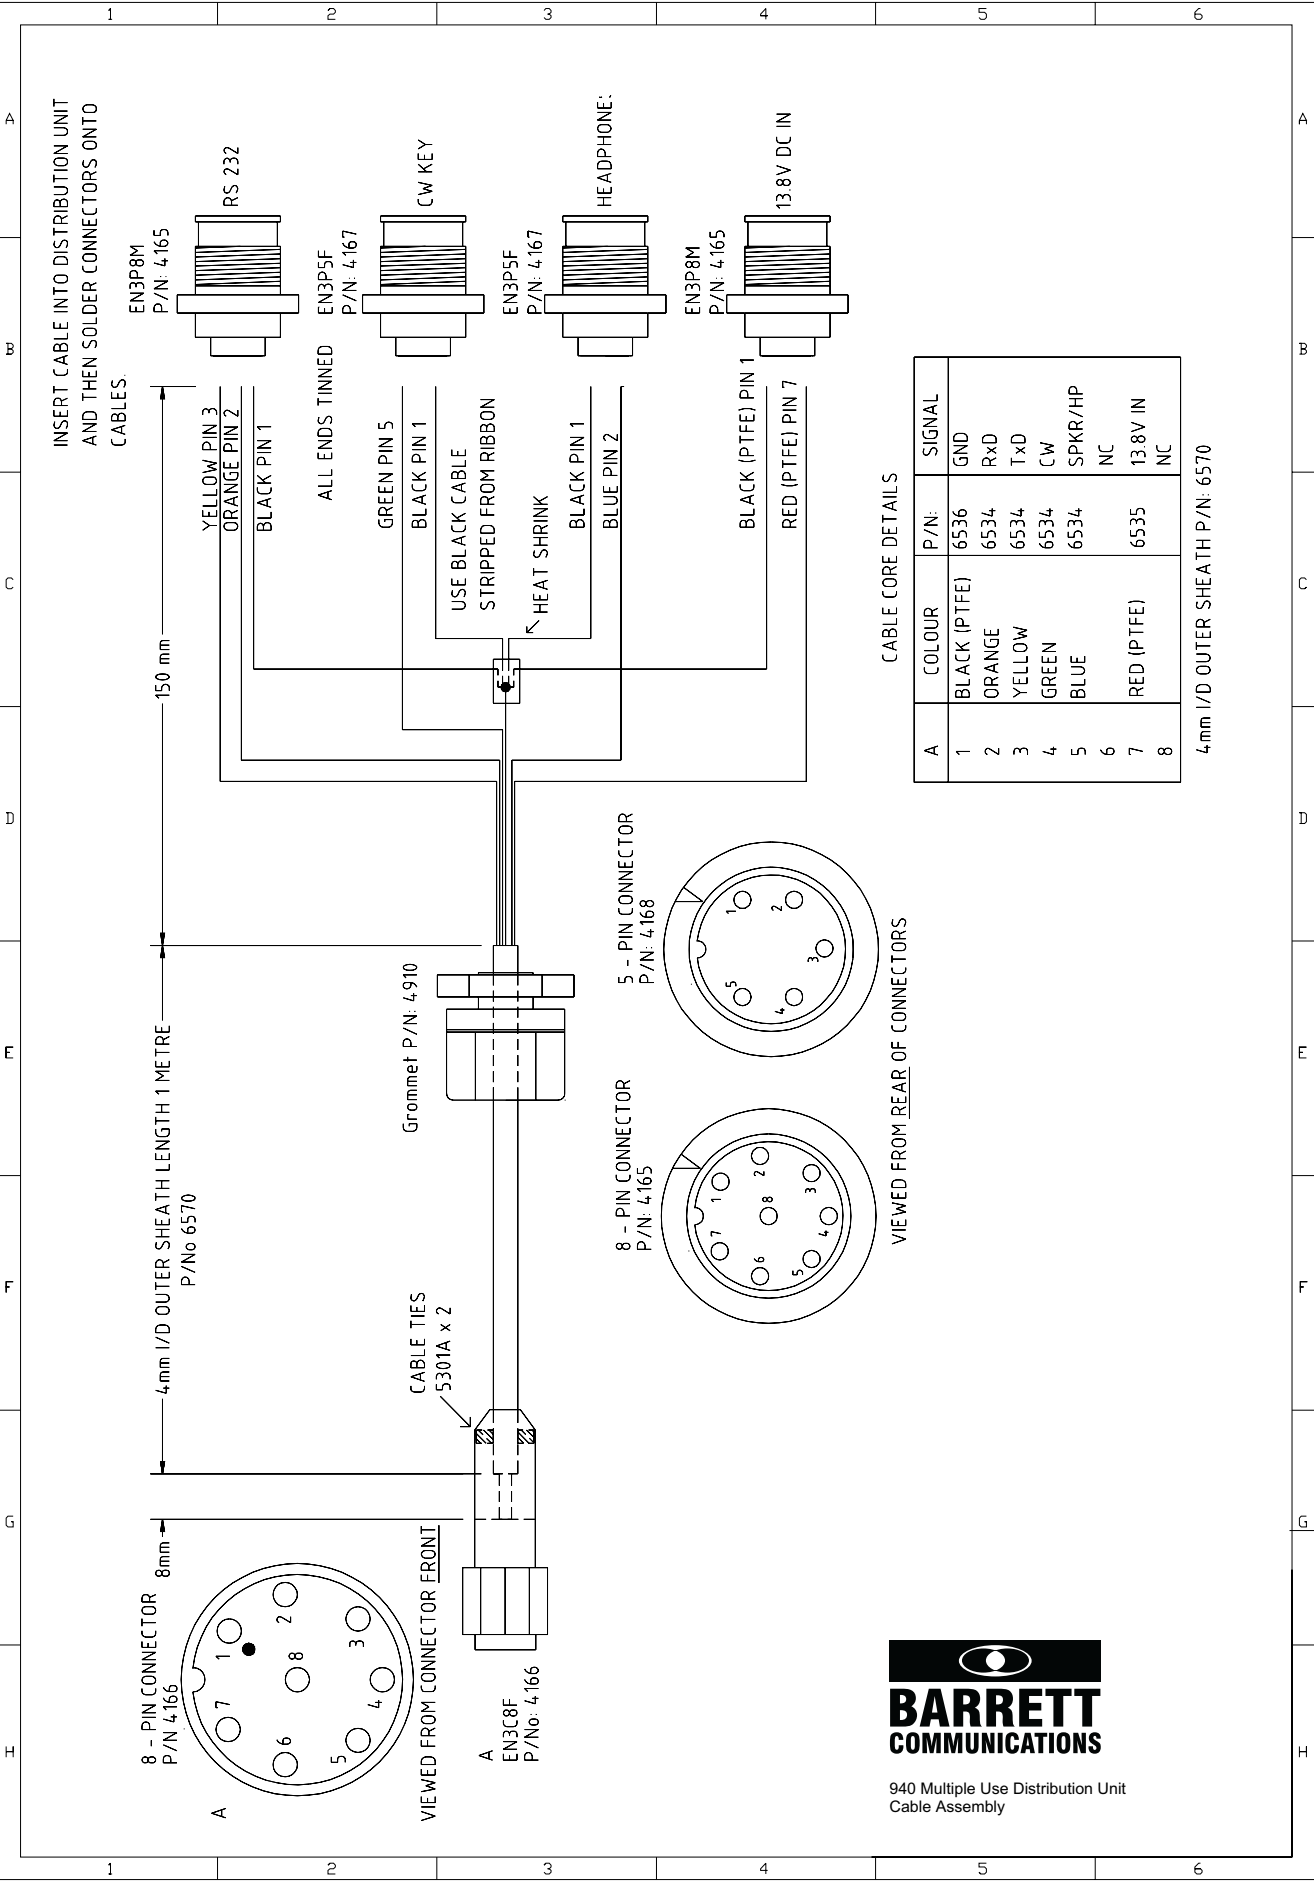 1 2 3 4 5 6
A
B
C
D
E
F
G
H
INSERT CABLE INTO DISTRIBUTION UNIT
AND THEN SOLDER CONNECTORS ONTO
CABLES.
EN3P8M
P/N: 4165
RS 232
EN3P5F
P/N: 4167
CW KEY
EN3P5F
P/N: 4167
HEADPHONE:
EN3P8M
P/N: 4165
13.8V DC IN
YELLOW PIN 3
ORANGE PIN 2
BLACK PIN 1
ALL ENDS TINNED
GREEN PIN 5
BLACK PIN 1
USE BLACK CABLE
STRIPPED FROM RIBBON
HEAT SHRINK
BLACK PIN 1
BLUE PIN 2
BLACK (PTFE) PIN 1
RED (PTFE) PIN 7
150 mm
4mm I/D OUTER SHEATH LENGTH 1 METRE
P/No 6570
8mm
Grommet P/N: 4910
CABLE TIES
5301A x 2
8 - PIN CONNECTOR
P/N 4166
1
2
3
4
5
6
7
8
A
VIEWED FROM CONNECTOR FRONT
A
EN3C8F
P/No: 4166
8 - PIN CONNECTOR
P/N: 4165
1
2
3
4
5
6
7
8
5 - PIN CONNECTOR
P/N: 4168
1
2
3
4
5
VIEWED FROM REAR OF CONNECTORS
CABLE CORE DETAILS
A COLOUR P/N: SIGNAL
1 BLACK (PTFE) 6536 GND
2 ORANGE 6534 RxD
3 YELLOW 6534 TxD
4 GREEN 6534 CW
5 BLUE 6534 SPKR/HP
6 NC
7 RED (PTFE) 6535 13.8V IN
8 NC
4mm I/D OUTER SHEATH P/N: 6570
BARRETT
COMMUNICATIONS
940 Multiple Use Distribution Unit
Cable Assembly
A
B
C
D
E
F
G
H
1 2 3 4 5 6